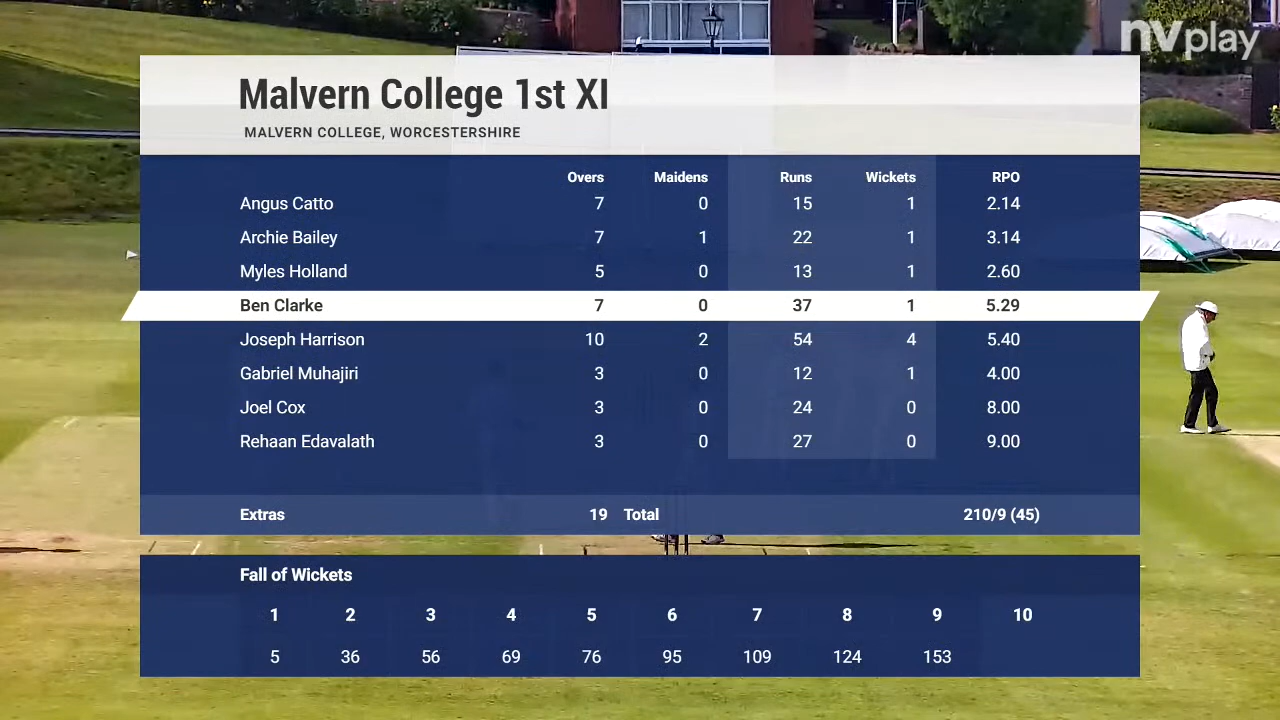 nvplay
Malvern College 1st XI
MALVERN COLLEGE, WORCESTERSHIRE
Overs Maidens Runs Wickets RPO
Angus Catto 7 0 15 1 2.14
Archie Bailey 7 1 22 1 3.14
Myles Holland 5 0 13 1 2.60
Ben Clarke 7 0 37 1 5.29
Joseph Harrison 10 2 54 4 5.40
Gabriel Muhajiri 3 0 12 1 4.00
Joel Cox 3 0 24 0 8.00
Rehaan Edavalath 3 0 27 0 9.00
Extras 19 Total 210/9 (45)
Fall of Wickets
1 2 3 4 5 6 7 8 9 10
5 36 56 69 76 95 109 124 153